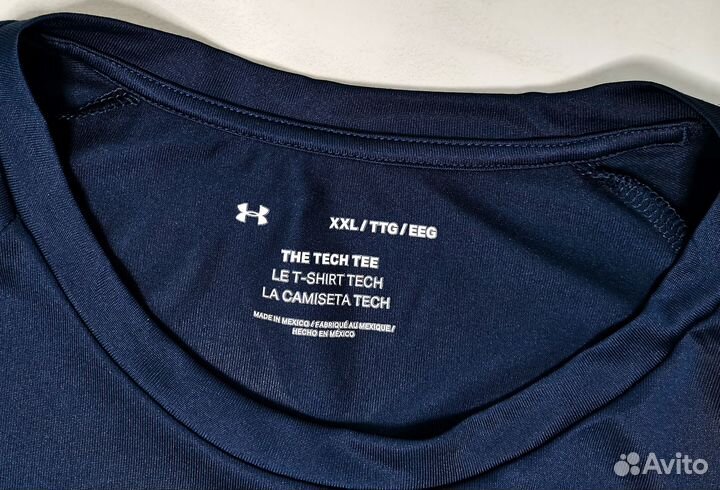 XXL / TTG / EEG
THE TECH TEE
LE T-SHIRT TECH
LA CAMISETA TECH
MADE IN MEXICO / FABRIQUÉ AU MEXIQUE /
HECHO EN MÉXICO
Avito